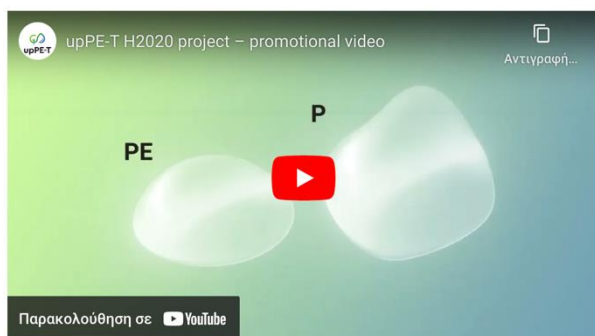 upPE-T
upPE-T H2020 project – promotional video
Αντιγραφή...
P
PE
Παρακολούθηση σε YouTube